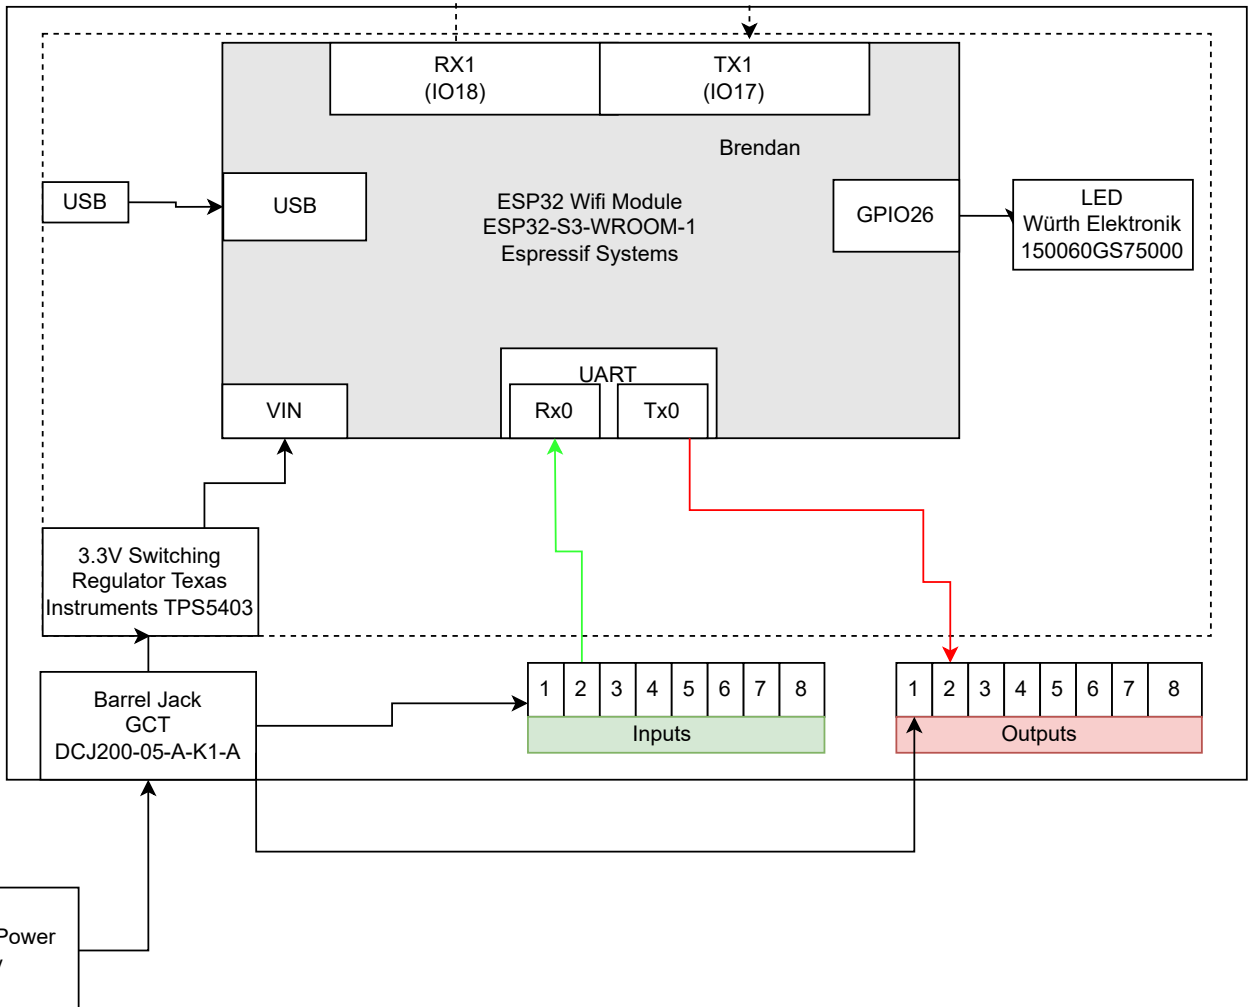 RX1
(IO18)
TX1
(IO17)
Brendan
USB
USB
ESP32 Wifi Module
ESP32-S3-WROOM-1
Espressif Systems
GPIO26
LED
Würth Elektronik
150060GS75000
UART
Rx0
Tx0
VIN
3.3V Switching
Regulator Texas
Instruments TPS5403
Barrel Jack
GCT
DCJ200-05-A-K1-A
1 2 3 4 5 6 7 8
Inputs
1 2 3 4 5 6 7 8
Outputs
Power